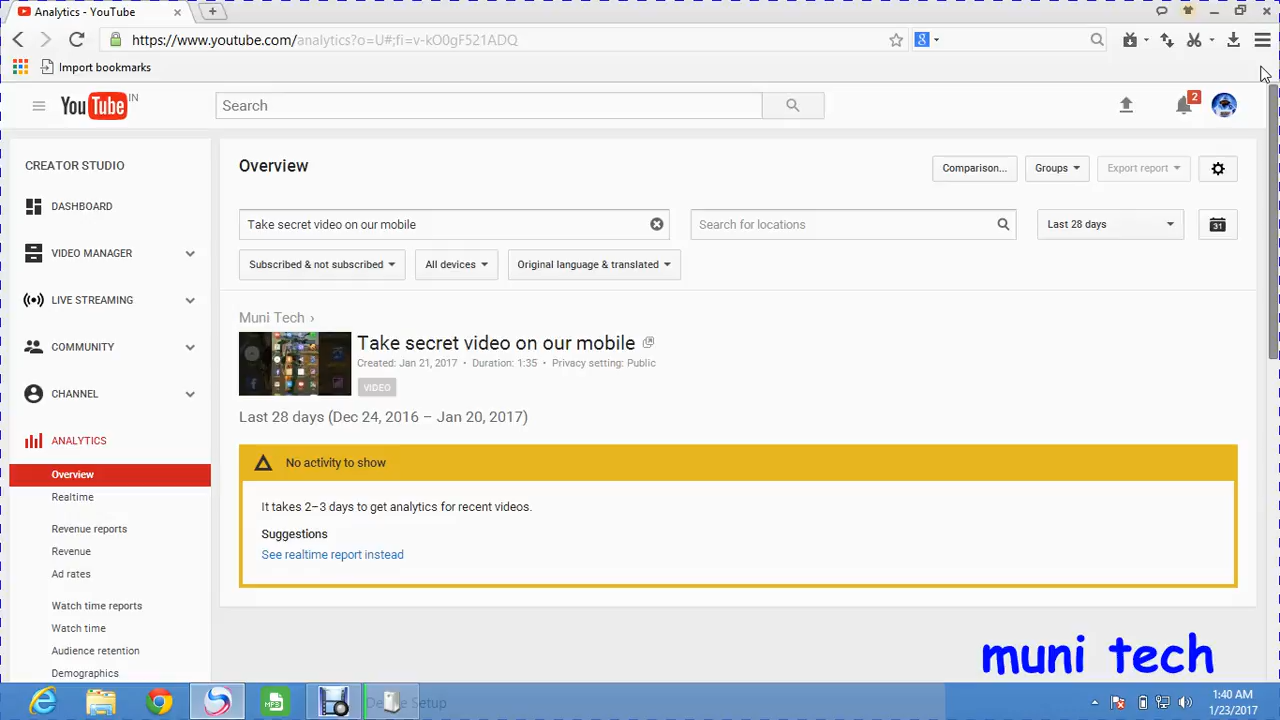 Analytics - YouTube
https://www.youtube.com/analytics?o=U#;fi=v-kO0gF521ADQ
Import bookmarks
YouTube IN
Search
2
CREATOR STUDIO
DASHBOARD
VIDEO MANAGER
LIVE STREAMING
COMMUNITY
CHANNEL
ANALYTICS
Overview
Realtime
Revenue reports
Revenue
Ad rates
Watch time reports
Watch time
Audience retention
Demographics
Overview
Comparison... Groups Export report
Take secret video on our mobile
Search for locations
Last 28 days
31
Subscribed & not subscribed All devices Original language & translated
Muni Tech ›
Take secret video on our mobile
Created: Jan 21, 2017 • Duration: 1:35 • Privacy setting: Public
VIDEO
Last 28 days (Dec 24, 2016 – Jan 20, 2017)
No activity to show
It takes 2–3 days to get analytics for recent videos.
Suggestions
See realtime report instead
muni tech
MP3
Setup
1:40 AM
1/23/2017